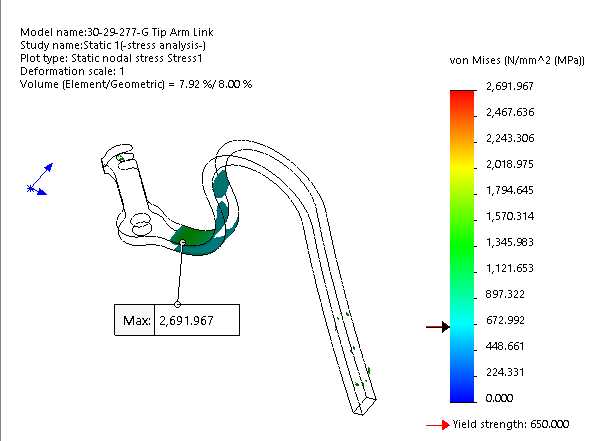 Model name:30-29-277-G Tip Arm Link
Study name:Static 1(-stress analysis-)
Plot type: Static nodal stress Stress1
Deformation scale: 1
Volume (Element/Geometric) = 7.92 %/ 8.00 %
von Mises (N/mm^2 (MPa))
2,691.967
2,467.636
2,243.306
2,018.975
1,794.645
1,570.314
1,345.983
1,121.653
897.322
672.992
448.661
224.331
0.000
Yield strength: 650.000
Max: 2,691.967